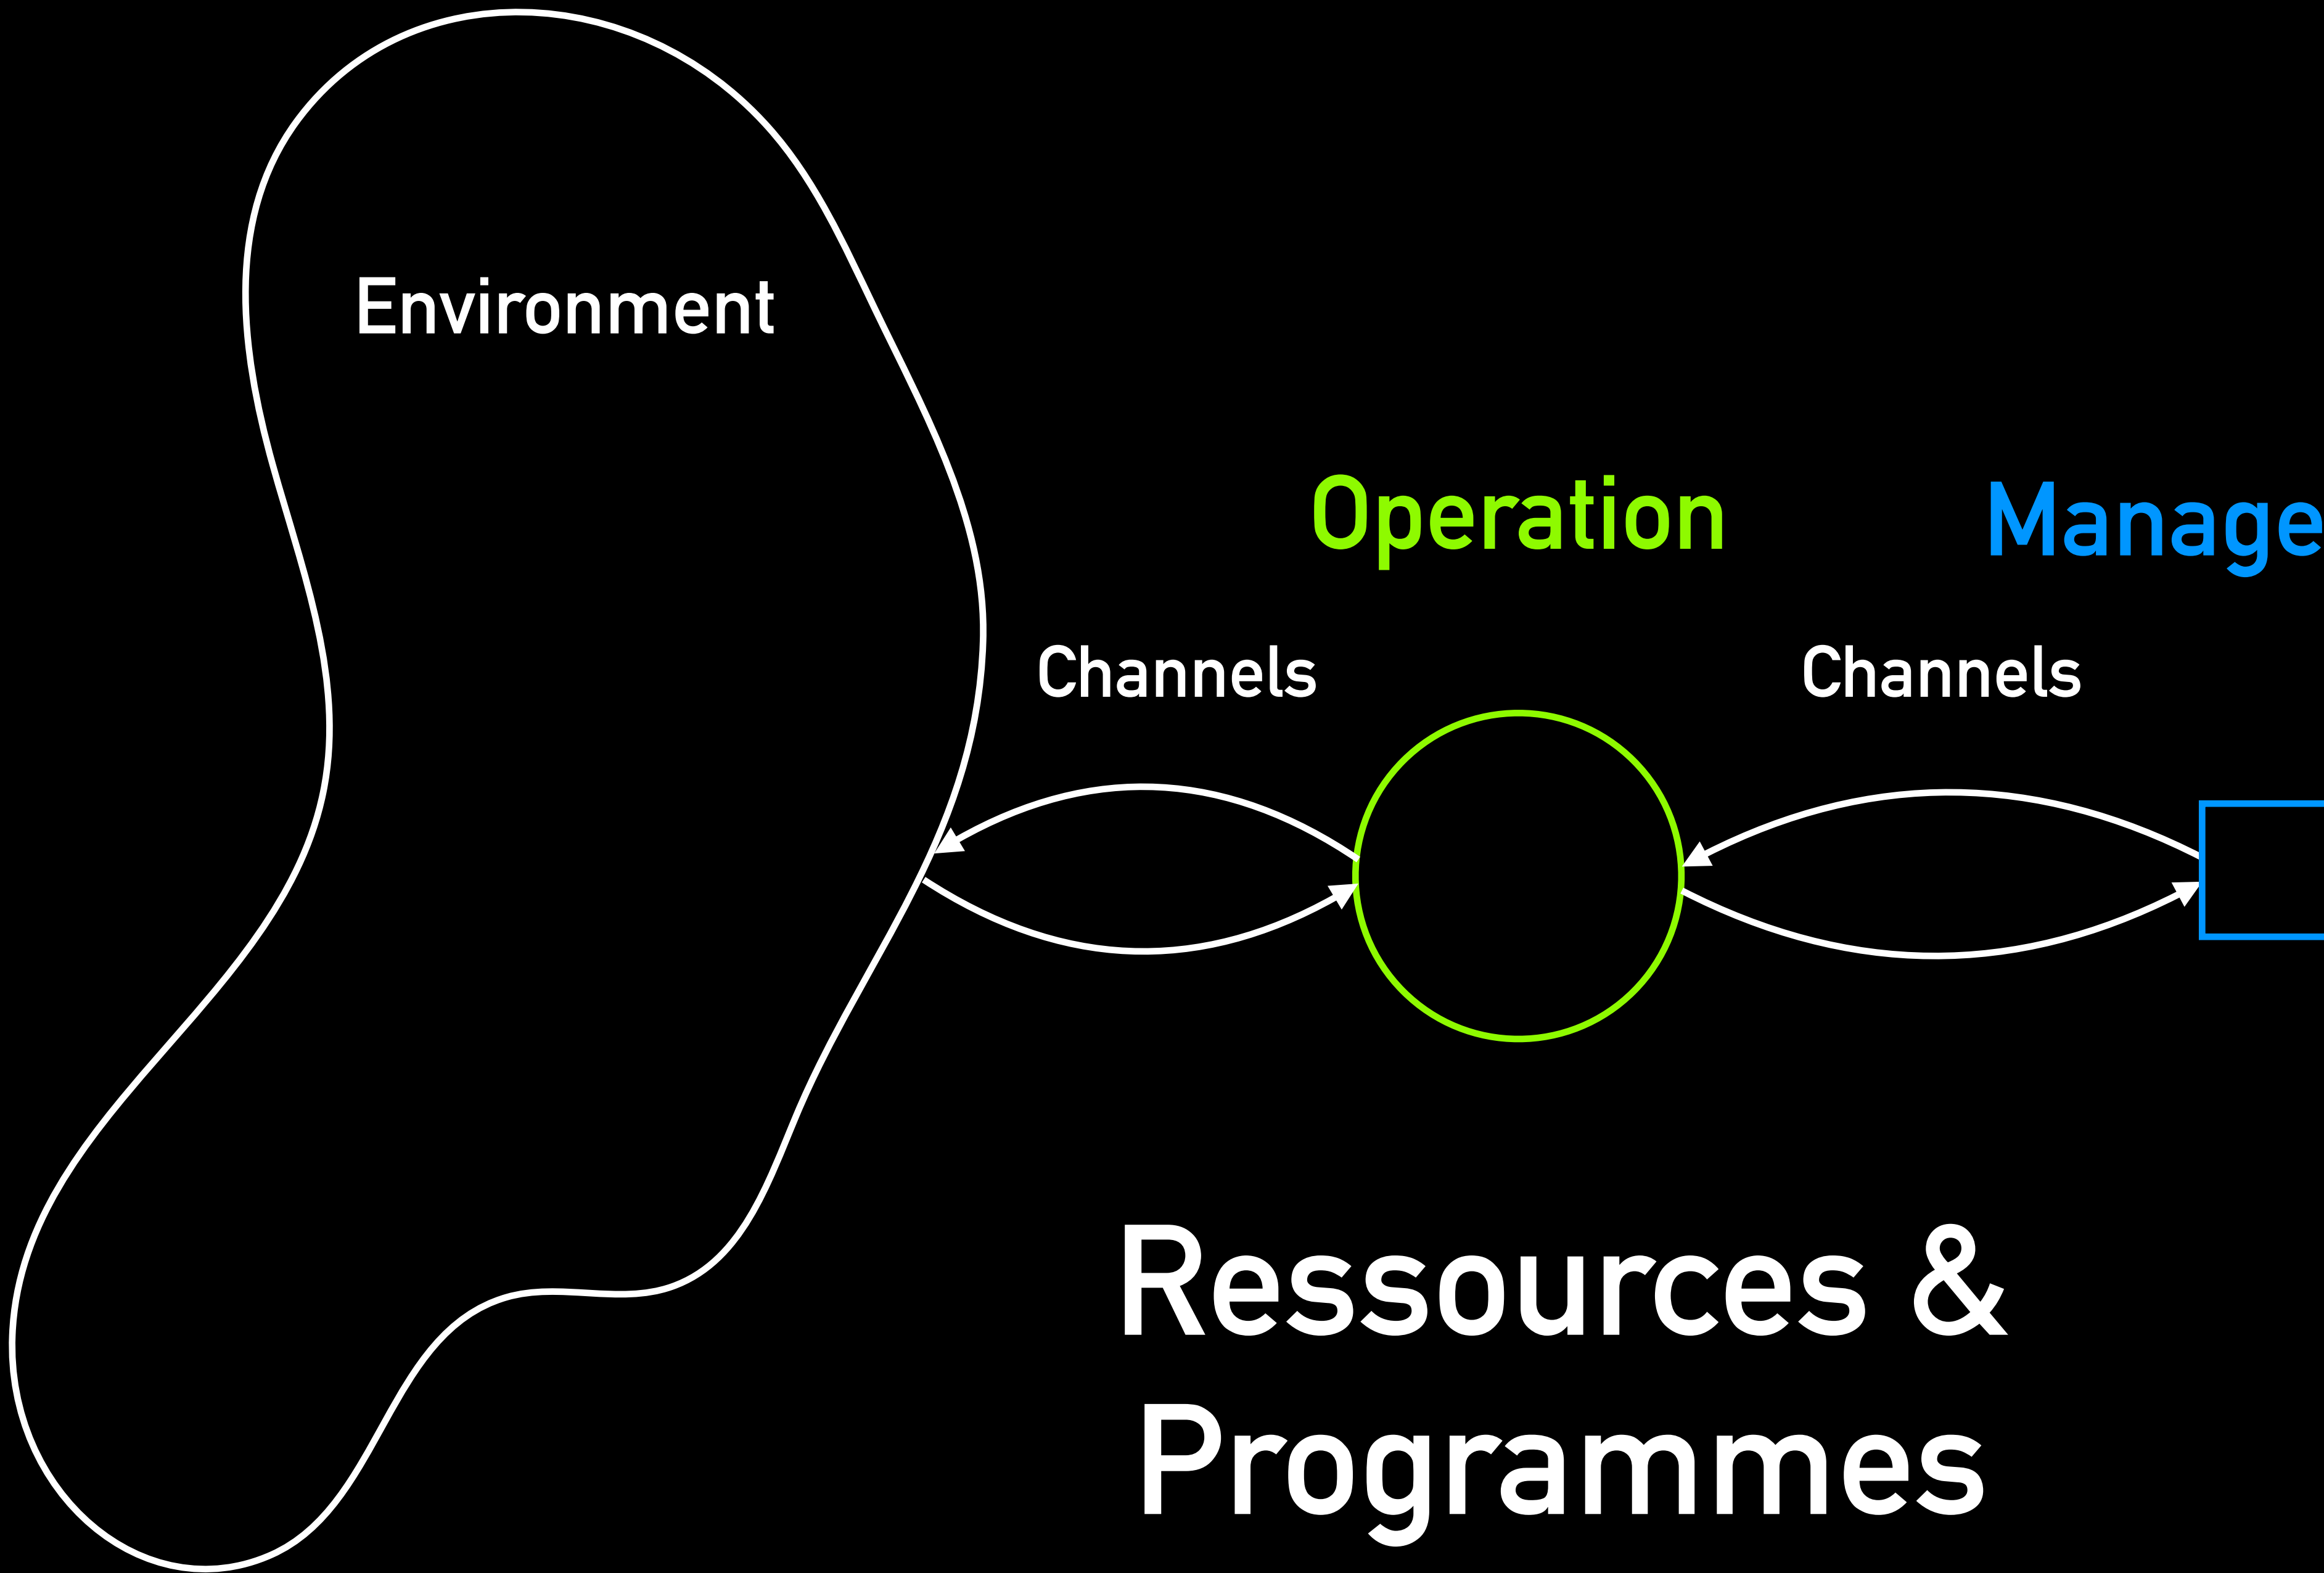 Environment
Operation
Manage
Channels
Channels
Ressources &
Programmes